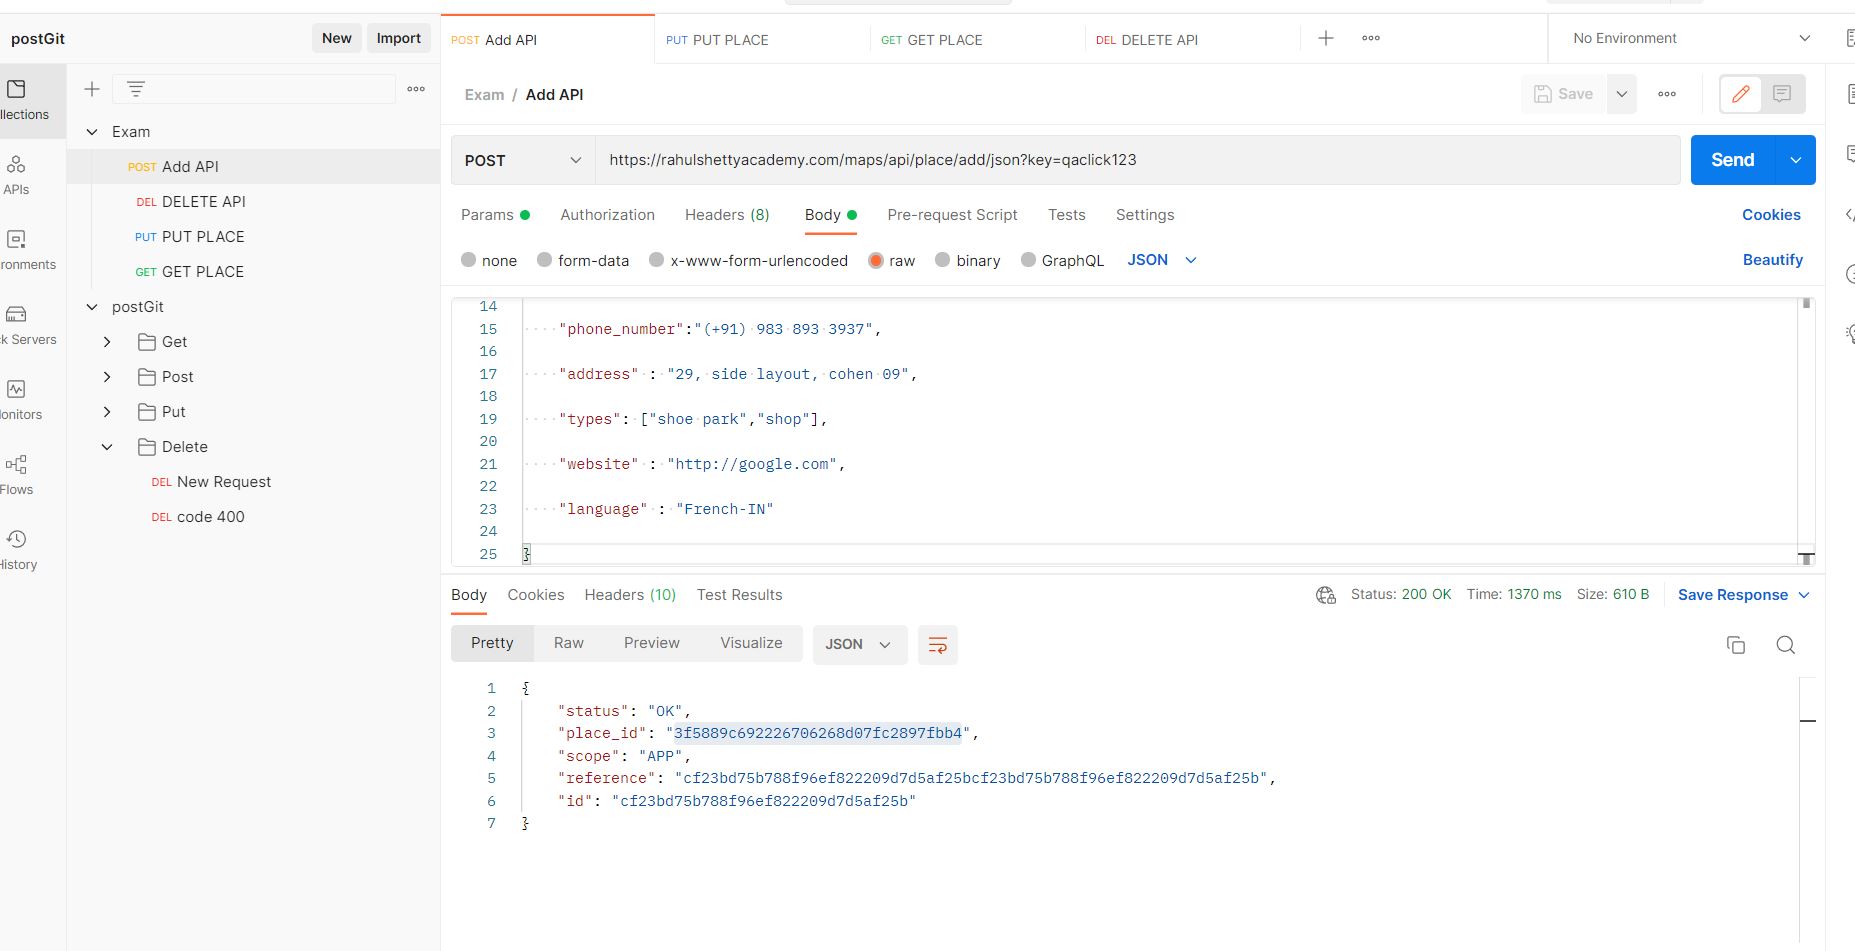 postGit
New
Import
POST Add API
PUT PUT PLACE
GET GET PLACE
DEL DELETE API
No Environment
llections
APIs
ronments
k Servers
onitors
Flows
History
Exam
POST Add API
DEL DELETE API
PUT PUT PLACE
GET GET PLACE
postGit
Get
Post
Put
Delete
DEL New Request
DEL code 400
Exam / Add API
Save
POST
https://rahulshettyacademy.com/maps/api/place/add/json?key=qaclick123
Send
Params
Authorization
Headers (8)
Body
Pre-request Script
Tests
Settings
Cookies
none
form-data
x-www-form-urlencoded
raw
binary
GraphQL
JSON
Beautify
14
15 "phone_number":"(+91) 983 893 3937",
16
17 "address" : "29, side layout, cohen 09",
18
19 "types": ["shoe park","shop"],
20
21 "website" : "http://google.com",
22
23 "language" : "French-IN"
24
25 }
Body
Cookies
Headers (10)
Test Results
Status: 200 OK
Time: 1370 ms
Size: 610 B
Save Response
Pretty
Raw
Preview
Visualize
JSON
1 {
2 "status": "OK",
3 "place_id": "3f5889c692226706268d07fc2897fbb4",
4 "scope": "APP",
5 "reference": "cf23bd75b788f96ef822209d7d5af25bcf23bd75b788f96ef822209d7d5af25b",
6 "id": "cf23bd75b788f96ef822209d7d5af25b"
7 }